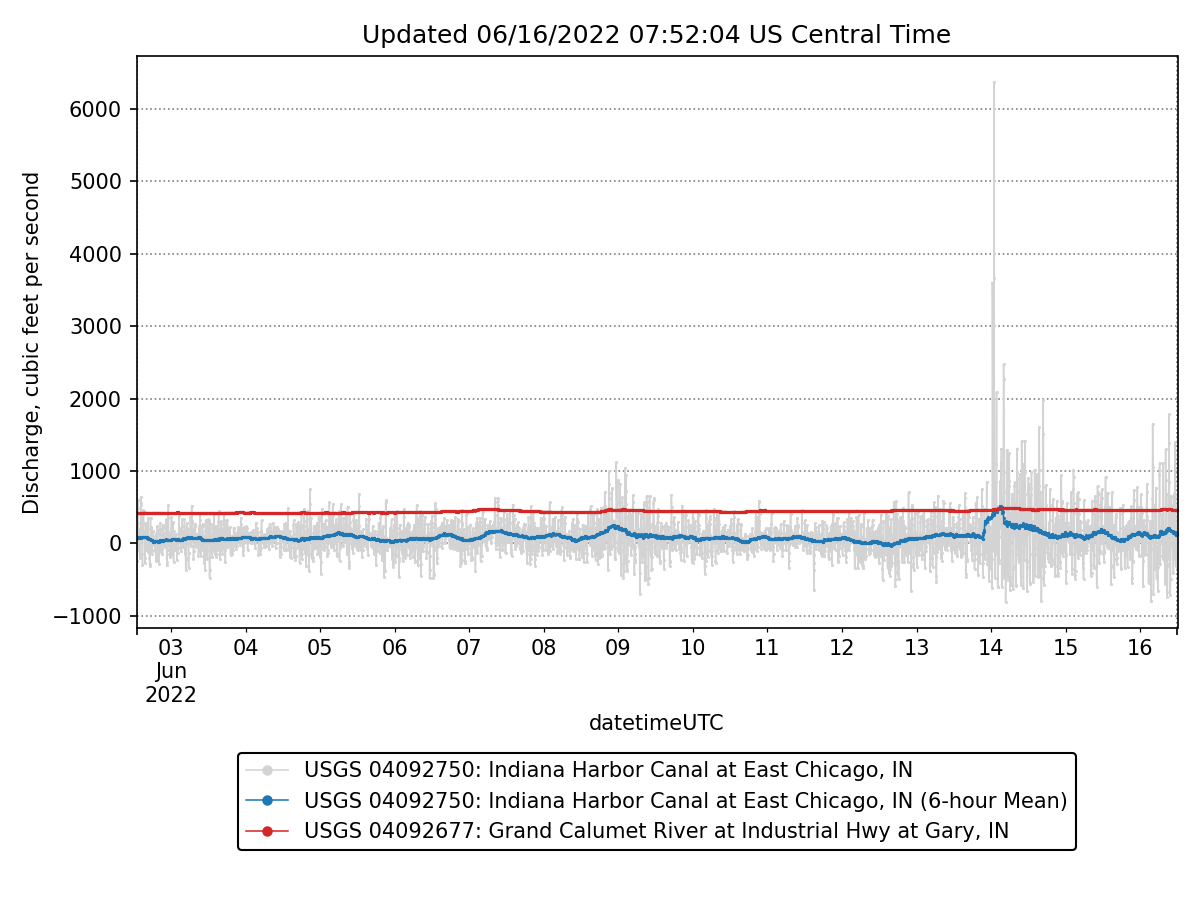 Updated 06/16/2022 07:52:04 US Central Time
Discharge, cubic feet per second
6000
5000
4000
3000
2000
1000
0
−1000
03 04 05 06 07 08 09 10 11 12 13 14 15 16
Jun
2022
datetimeUTC
USGS 04092750: Indiana Harbor Canal at East Chicago, IN
USGS 04092750: Indiana Harbor Canal at East Chicago, IN (6-hour Mean)
USGS 04092677: Grand Calumet River at Industrial Hwy at Gary, IN